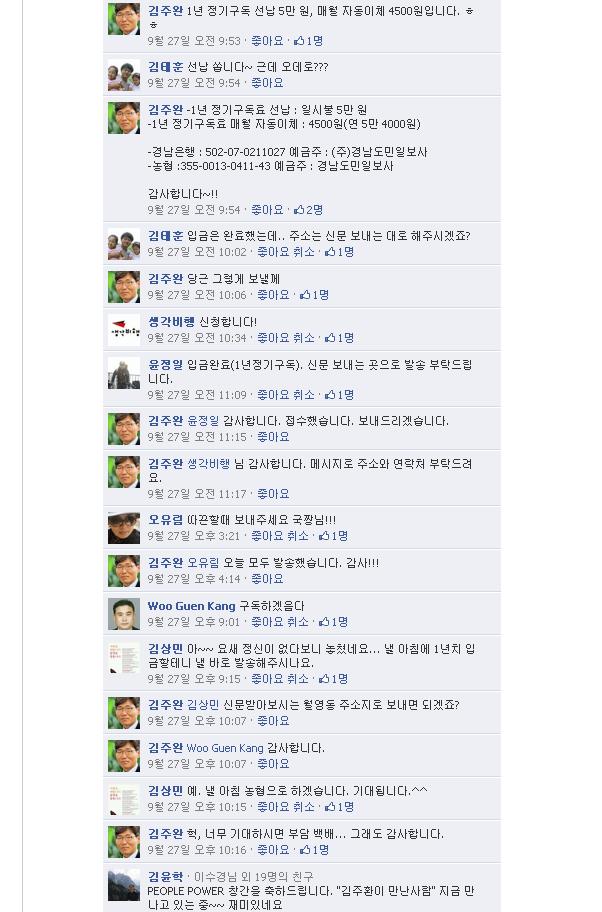 김주완 1년 정기구독 선납 5만 원, 매월 자동이체 4500원입니다. ㅎ
ㅎ
9월 27일 오전 9:53 · 좋아요 · 1명
김태훈 선납 쏩니다~ 근데 오데로???
9월 27일 오전 9:54 · 좋아요
김주완 -1년 정기구독료 선납 : 일시불 5만 원
-1년 정기구독료 매월 자동이체 : 4500원(연 5만 4000원)
-경남은행 : 502-07-0211027 예금주 : (주)경남도민일보사
-농협 :355-0013-0411-43 예금주 : 경남도민일보사
감사합니다~!!
9월 27일 오전 9:54 · 좋아요 · 2명
김태훈 입금은 완료했는데.. 주소는 신문 보내는 대로 해주시겠죠?
9월 27일 오전 10:02 · 좋아요 취소 · 1명
김주완 당근 그렇게 보낼께
9월 27일 오전 10:06 · 좋아요 · 1명
생각비행 신청합니다!
9월 27일 오전 10:34 · 좋아요 취소 · 1명
윤정일 입금완료(1년정기구독). 신문 보내는 곳으로 발송 부탁드립
니다.
9월 27일 오전 11:09 · 좋아요 취소 · 1명
김주완 윤정일 감사합니다. 접수했습니다. 보내드리겠습니다.
9월 27일 오전 11:15 · 좋아요
김주완 생각비행 님 감사합니다. 메시지로 주소와 연락처 부탁드려
요.
9월 27일 오전 11:17 · 좋아요
오유림 따끈할때 보내주세요 국짱님!!!
9월 27일 오후 3:21 · 좋아요 취소 · 1명
김주완 오유림 오늘 모두 발송했습니다. 감사!!!
9월 27일 오후 4:14 · 좋아요
Woo Guen Kang 구독하겠음다
9월 27일 오후 9:01 · 좋아요 취소 · 1명
김상민 아~~ 요새 정신이 없다보니 놓쳤네요... 낼 아침에 1년치 입
금할테니 낼 바로 발송해주시나요.
9월 27일 오후 9:15 · 좋아요 취소 · 1명
김주완 김상민 신문받아보시는 월영동 주소지로 보내면 되겠죠?
9월 27일 오후 10:07 · 좋아요
김주완 Woo Guen Kang 감사합니다.
9월 27일 오후 10:07 · 좋아요
김상민 예. 낼 아침 농협으로 하겠습니다. 기대됩니다.^^
9월 27일 오후 10:15 · 좋아요 취소 · 1명
김주완 헉, 너무 기대하시면 부담 백배... 그래도 감사합니다.
9월 27일 오후 10:16 · 좋아요 · 1명
김윤학 · 이수경님 외 19명의 친구
PEOPLE POWER 창간을 축하드립니다. "김주완이 만난사람" 지금 만
나고 있는 중~~ 재미있네요